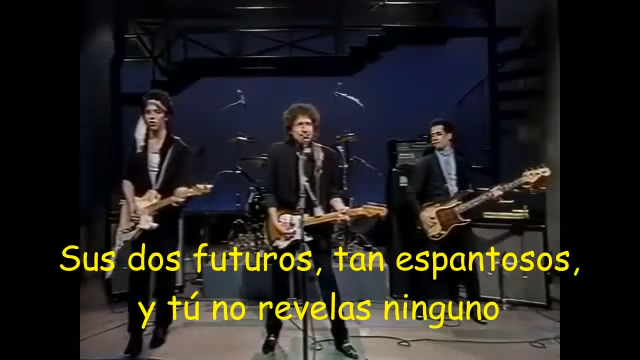 Sus dos futuros, tan espantosos,
y tú no revelas ninguno